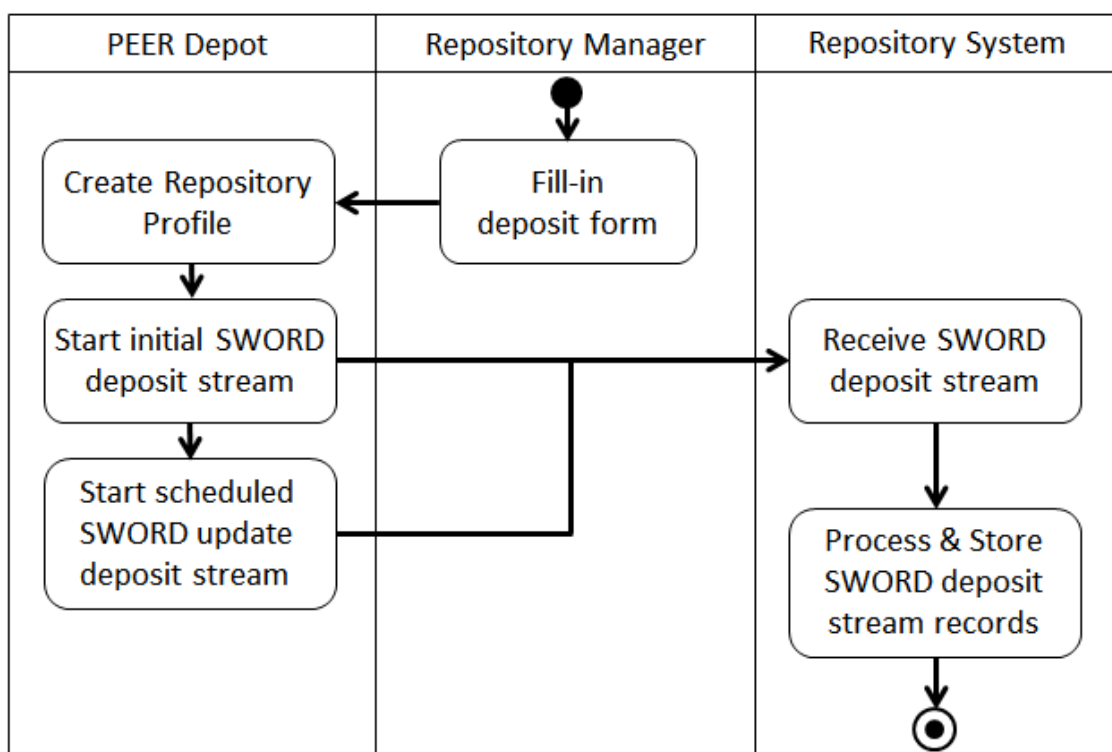 PEER Depot
Repository Manager
Repository System
Fill-in
deposit form
Create Repository
Profile
Start initial SWORD
deposit stream
Start scheduled
SWORD update
deposit stream
Receive SWORD
deposit stream
Process & Store
SWORD deposit
stream records